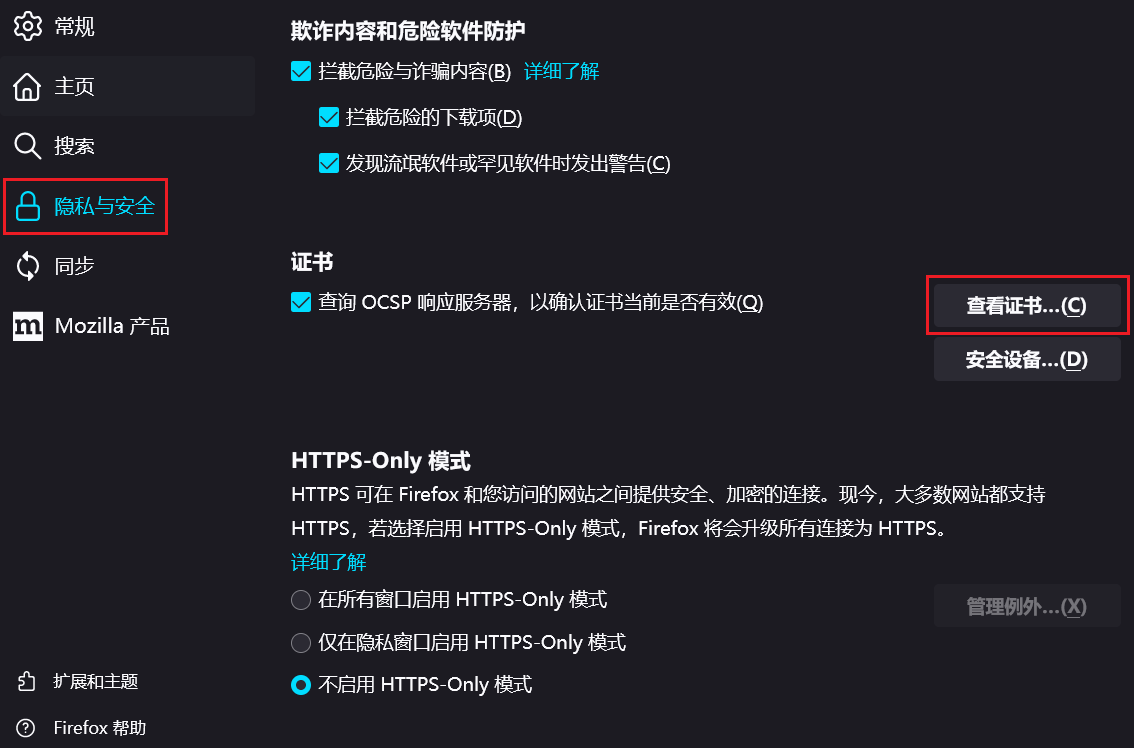 常规
主页
搜索
隐私与安全
同步
Mozilla 产品
扩展和主题
Firefox 帮助
欺诈内容和危险软件防护
拦截危险与诈骗内容(B) 详细了解
拦截危险的下载项(D)
发现流氓软件或罕见软件时发出警告(C)
证书
查询 OCSP 响应服务器，以确认证书当前是否有效(Q)
查看证书...(C)
安全设备...(D)
HTTPS-Only 模式
HTTPS 可在 Firefox 和您访问的网站之间提供安全、加密的连接。现今，大多数网站都支持
HTTPS，若选择启用 HTTPS-Only 模式，Firefox 将会升级所有连接为 HTTPS。
详细了解
在所有窗口启用 HTTPS-Only 模式
管理例外...(X)
仅在隐私窗口启用 HTTPS-Only 模式
不启用 HTTPS-Only 模式